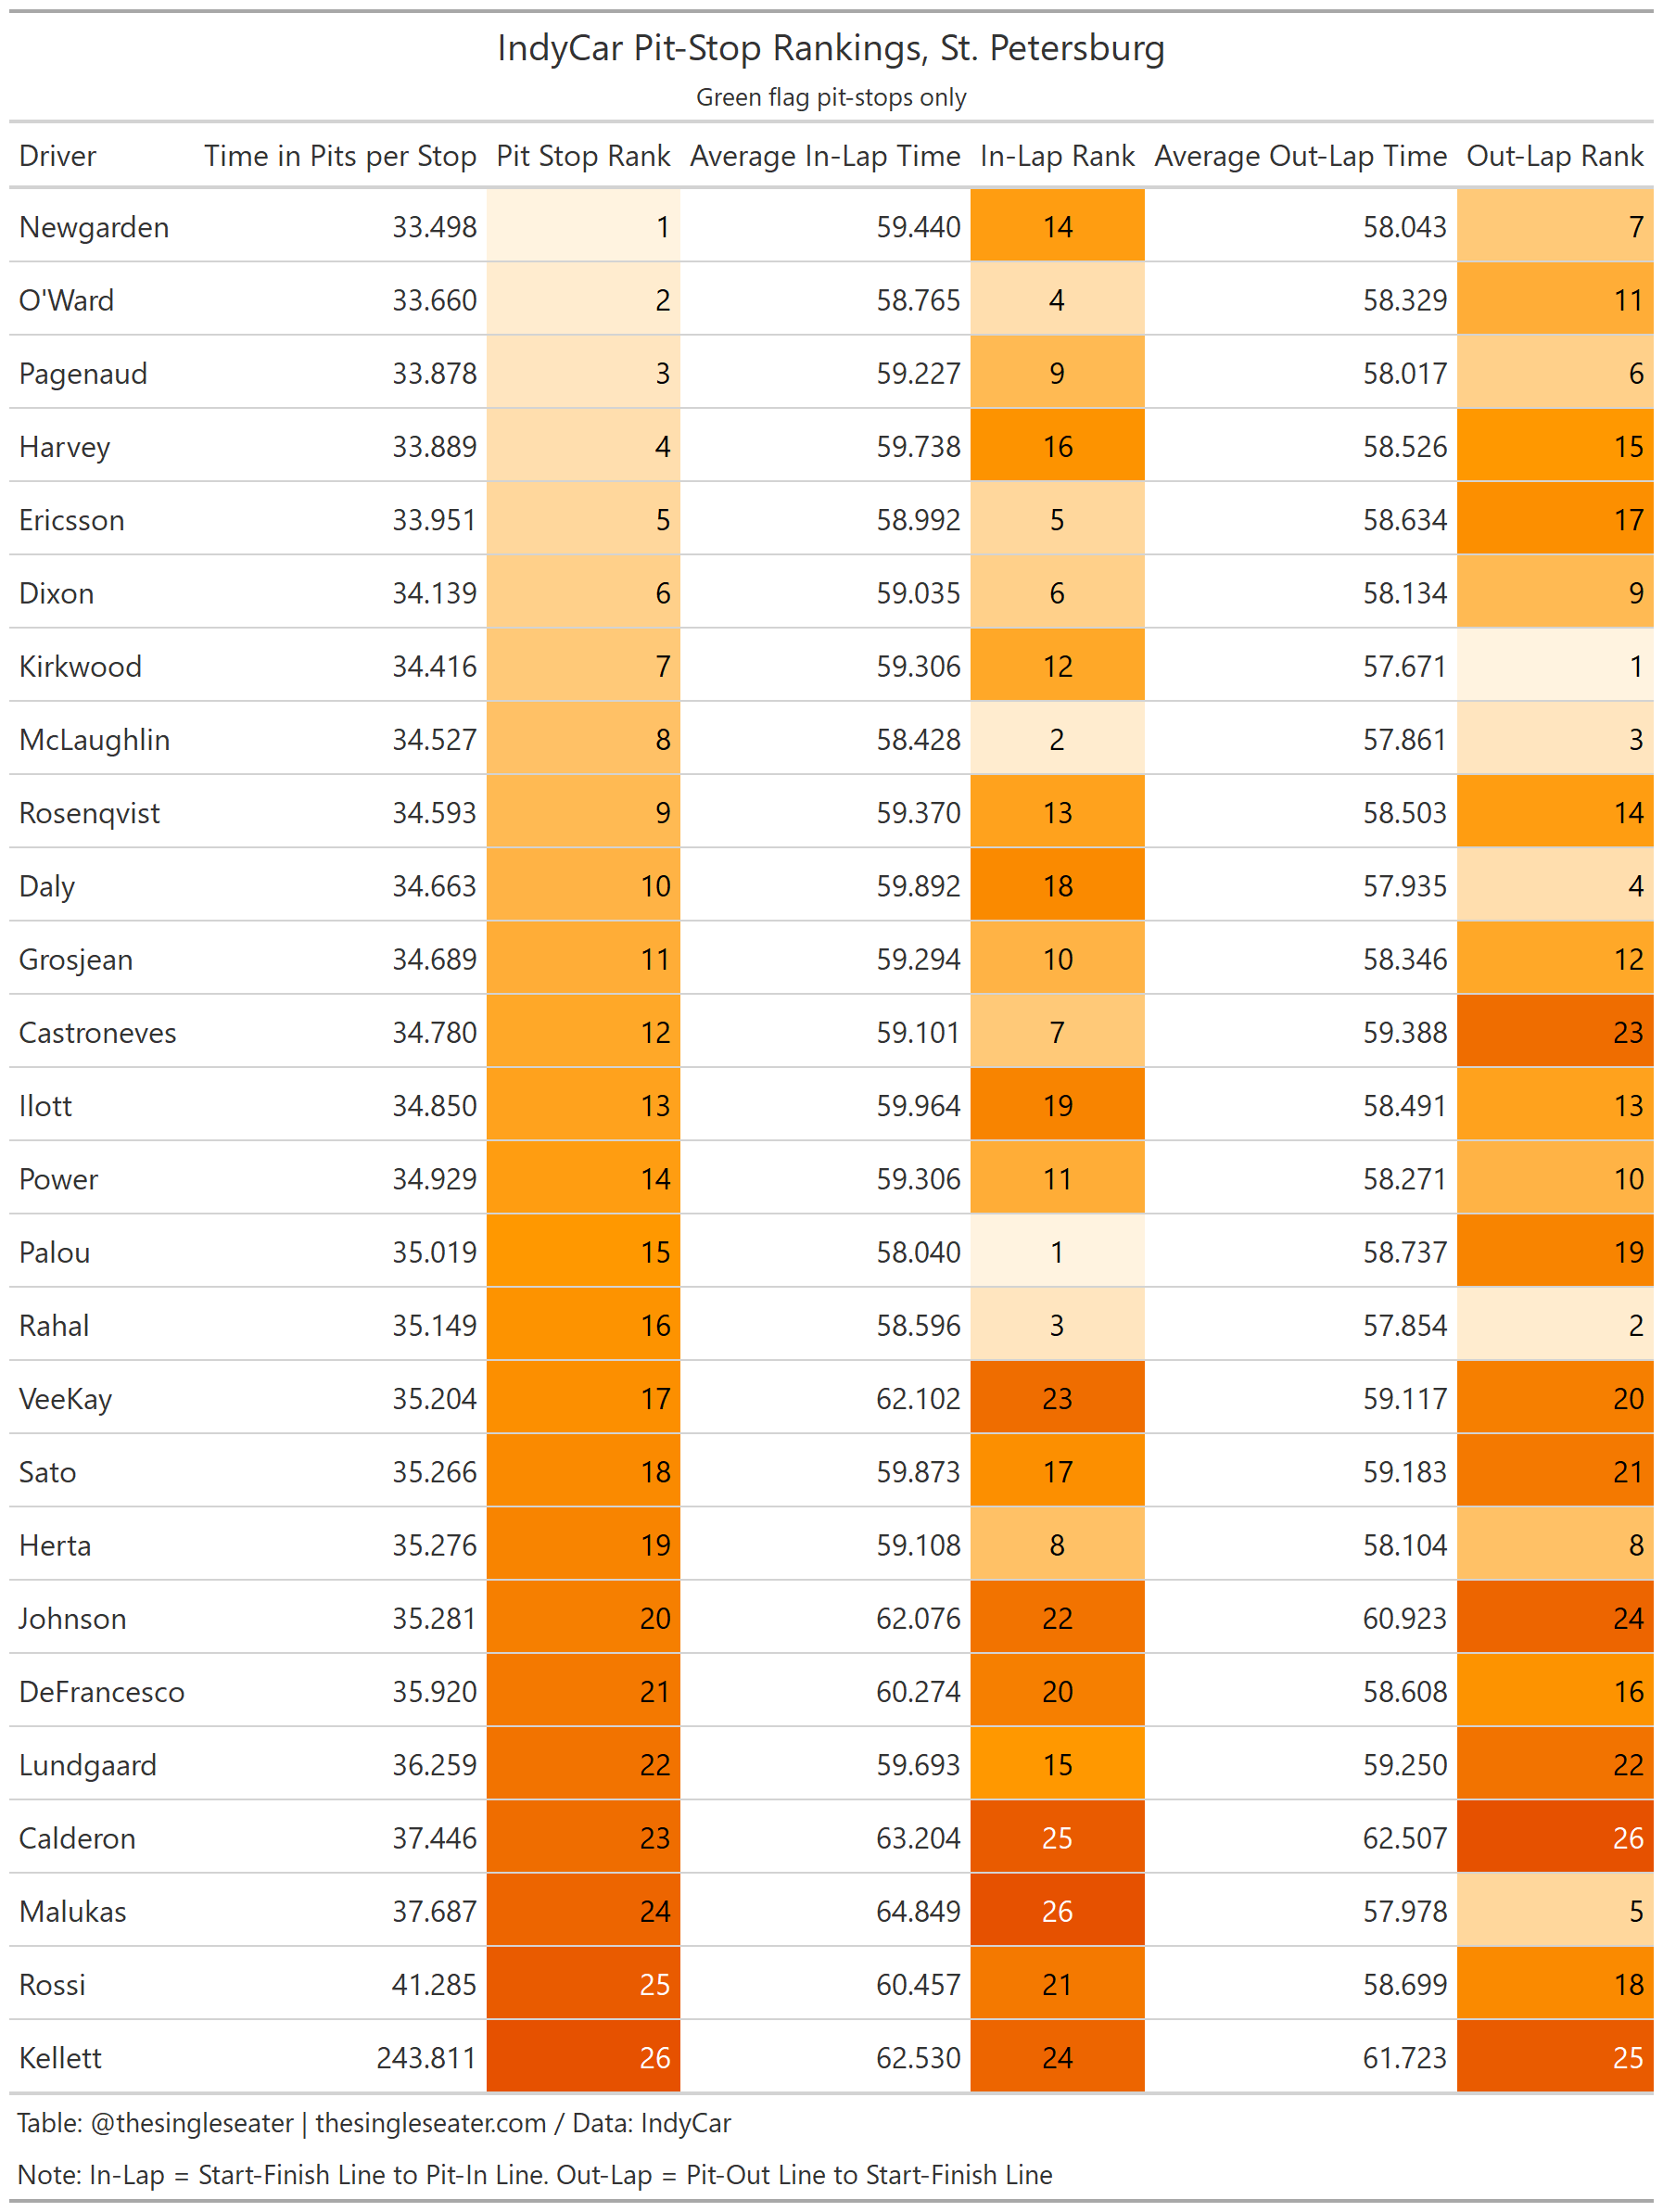 IndyCar Pit-Stop Rankings, St. Petersburg
Green flag pit-stops only
Driver Time in Pits per Stop Pit Stop Rank Average In-Lap Time In-Lap Rank Average Out-Lap Time Out-Lap Rank
Newgarden 33.498 1 59.440 14 58.043 7
O'Ward 33.660 2 58.765 4 58.329 11
Pagenaud 33.878 3 59.227 9 58.017 6
Harvey 33.889 4 59.738 16 58.526 15
Ericsson 33.951 5 58.992 5 58.634 17
Dixon 34.139 6 59.035 6 58.134 9
Kirkwood 34.416 7 59.306 12 57.671 1
McLaughlin 34.527 8 58.428 2 57.861 3
Rosenqvist 34.593 9 59.370 13 58.503 14
Daly 34.663 10 59.892 18 57.935 4
Grosjean 34.689 11 59.294 10 58.346 12
Castroneves 34.780 12 59.101 7 59.388 23
Ilott 34.850 13 59.964 19 58.491 13
Power 34.929 14 59.306 11 58.271 10
Palou 35.019 15 58.040 1 58.737 19
Rahal 35.149 16 58.596 3 57.854 2
VeeKay 35.204 17 62.102 23 59.117 20
Sato 35.266 18 59.873 17 59.183 21
Herta 35.276 19 59.108 8 58.104 8
Johnson 35.281 20 62.076 22 60.923 24
DeFrancesco 35.920 21 60.274 20 58.608 16
Lundgaard 36.259 22 59.693 15 59.250 22
Calderon 37.446 23 63.204 25 62.507 26
Malukas 37.687 24 64.849 26 57.978 5
Rossi 41.285 25 60.457 21 58.699 18
Kellett 243.811 26 62.530 24 61.723 25
Table: @thesingleseater | thesingleseater.com / Data: IndyCar
Note: In-Lap = Start-Finish Line to Pit-In Line. Out-Lap = Pit-Out Line to Start-Finish Line